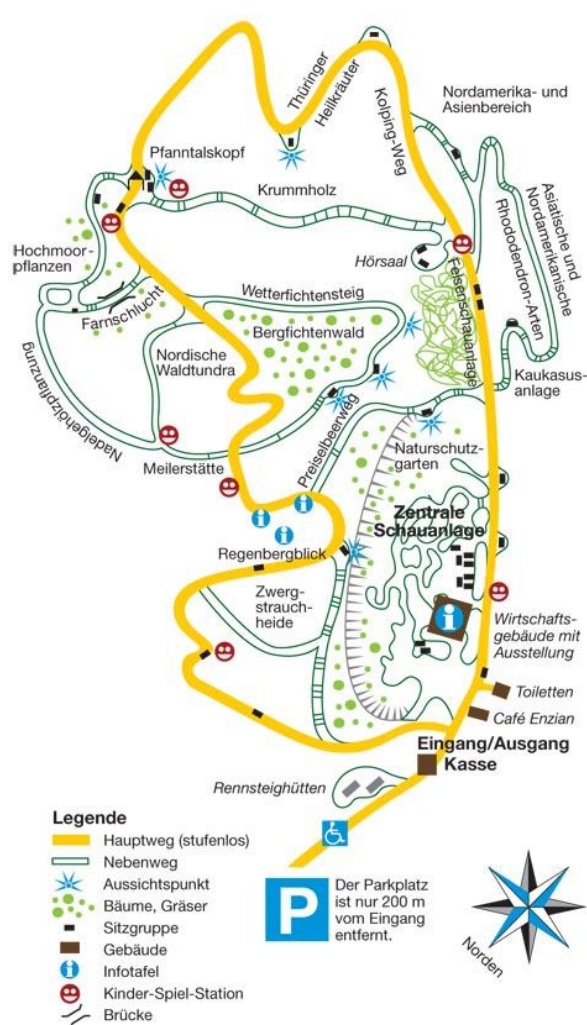 Thüringer
Heilkräuter
Kolping-Weg
Nordamerika- und
Asienbereich
Pfanntalskopf
Krummholz
Asiatische und
Nordamerikanische
Rhododendron-Arten
Hörsaal
Felsenschauanlage
Hochmoor-
pflanzen
Farnschlucht
Wetterfichtensteig
Bergfichtenwald
Nordische
Waldtundra
Kaukasus-
anlage
Nadelgehölzpflanzung
Preiselbeerweg
Naturschutz-
garten
Meilerstätte
Zentrale
Schauanlage
Regenbergblick
Zwerg-
strauch-
heide
Wirtschafts-
gebäude mit
Ausstellung
Toiletten
Café Enzian
Eingang/Ausgang
Kasse
Rennsteighütten
Legende
Hauptweg (stufenlos)
Nebenweg
Aussichtspunkt
Bäume, Gräser
Sitzgruppe
Gebäude
Infotafel
Kinder-Spiel-Station
Brücke
P
Der Parkplatz
ist nur 200 m
vom Eingang
entfernt.
Norden